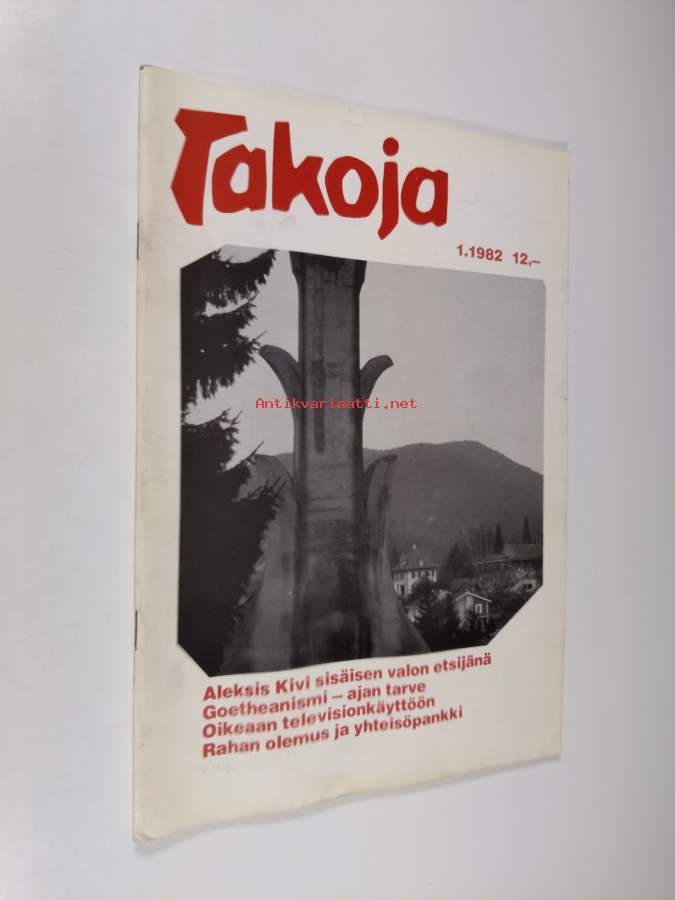 Takoja
1.1982 12,–
Antikvariaatti.net
Aleksis Kivi sisäisen valon etsijänä
Goetheanismi – ajan tarve
Oikeaan televisionkäyttöön
Rahan olemus ja yhteisöpankki